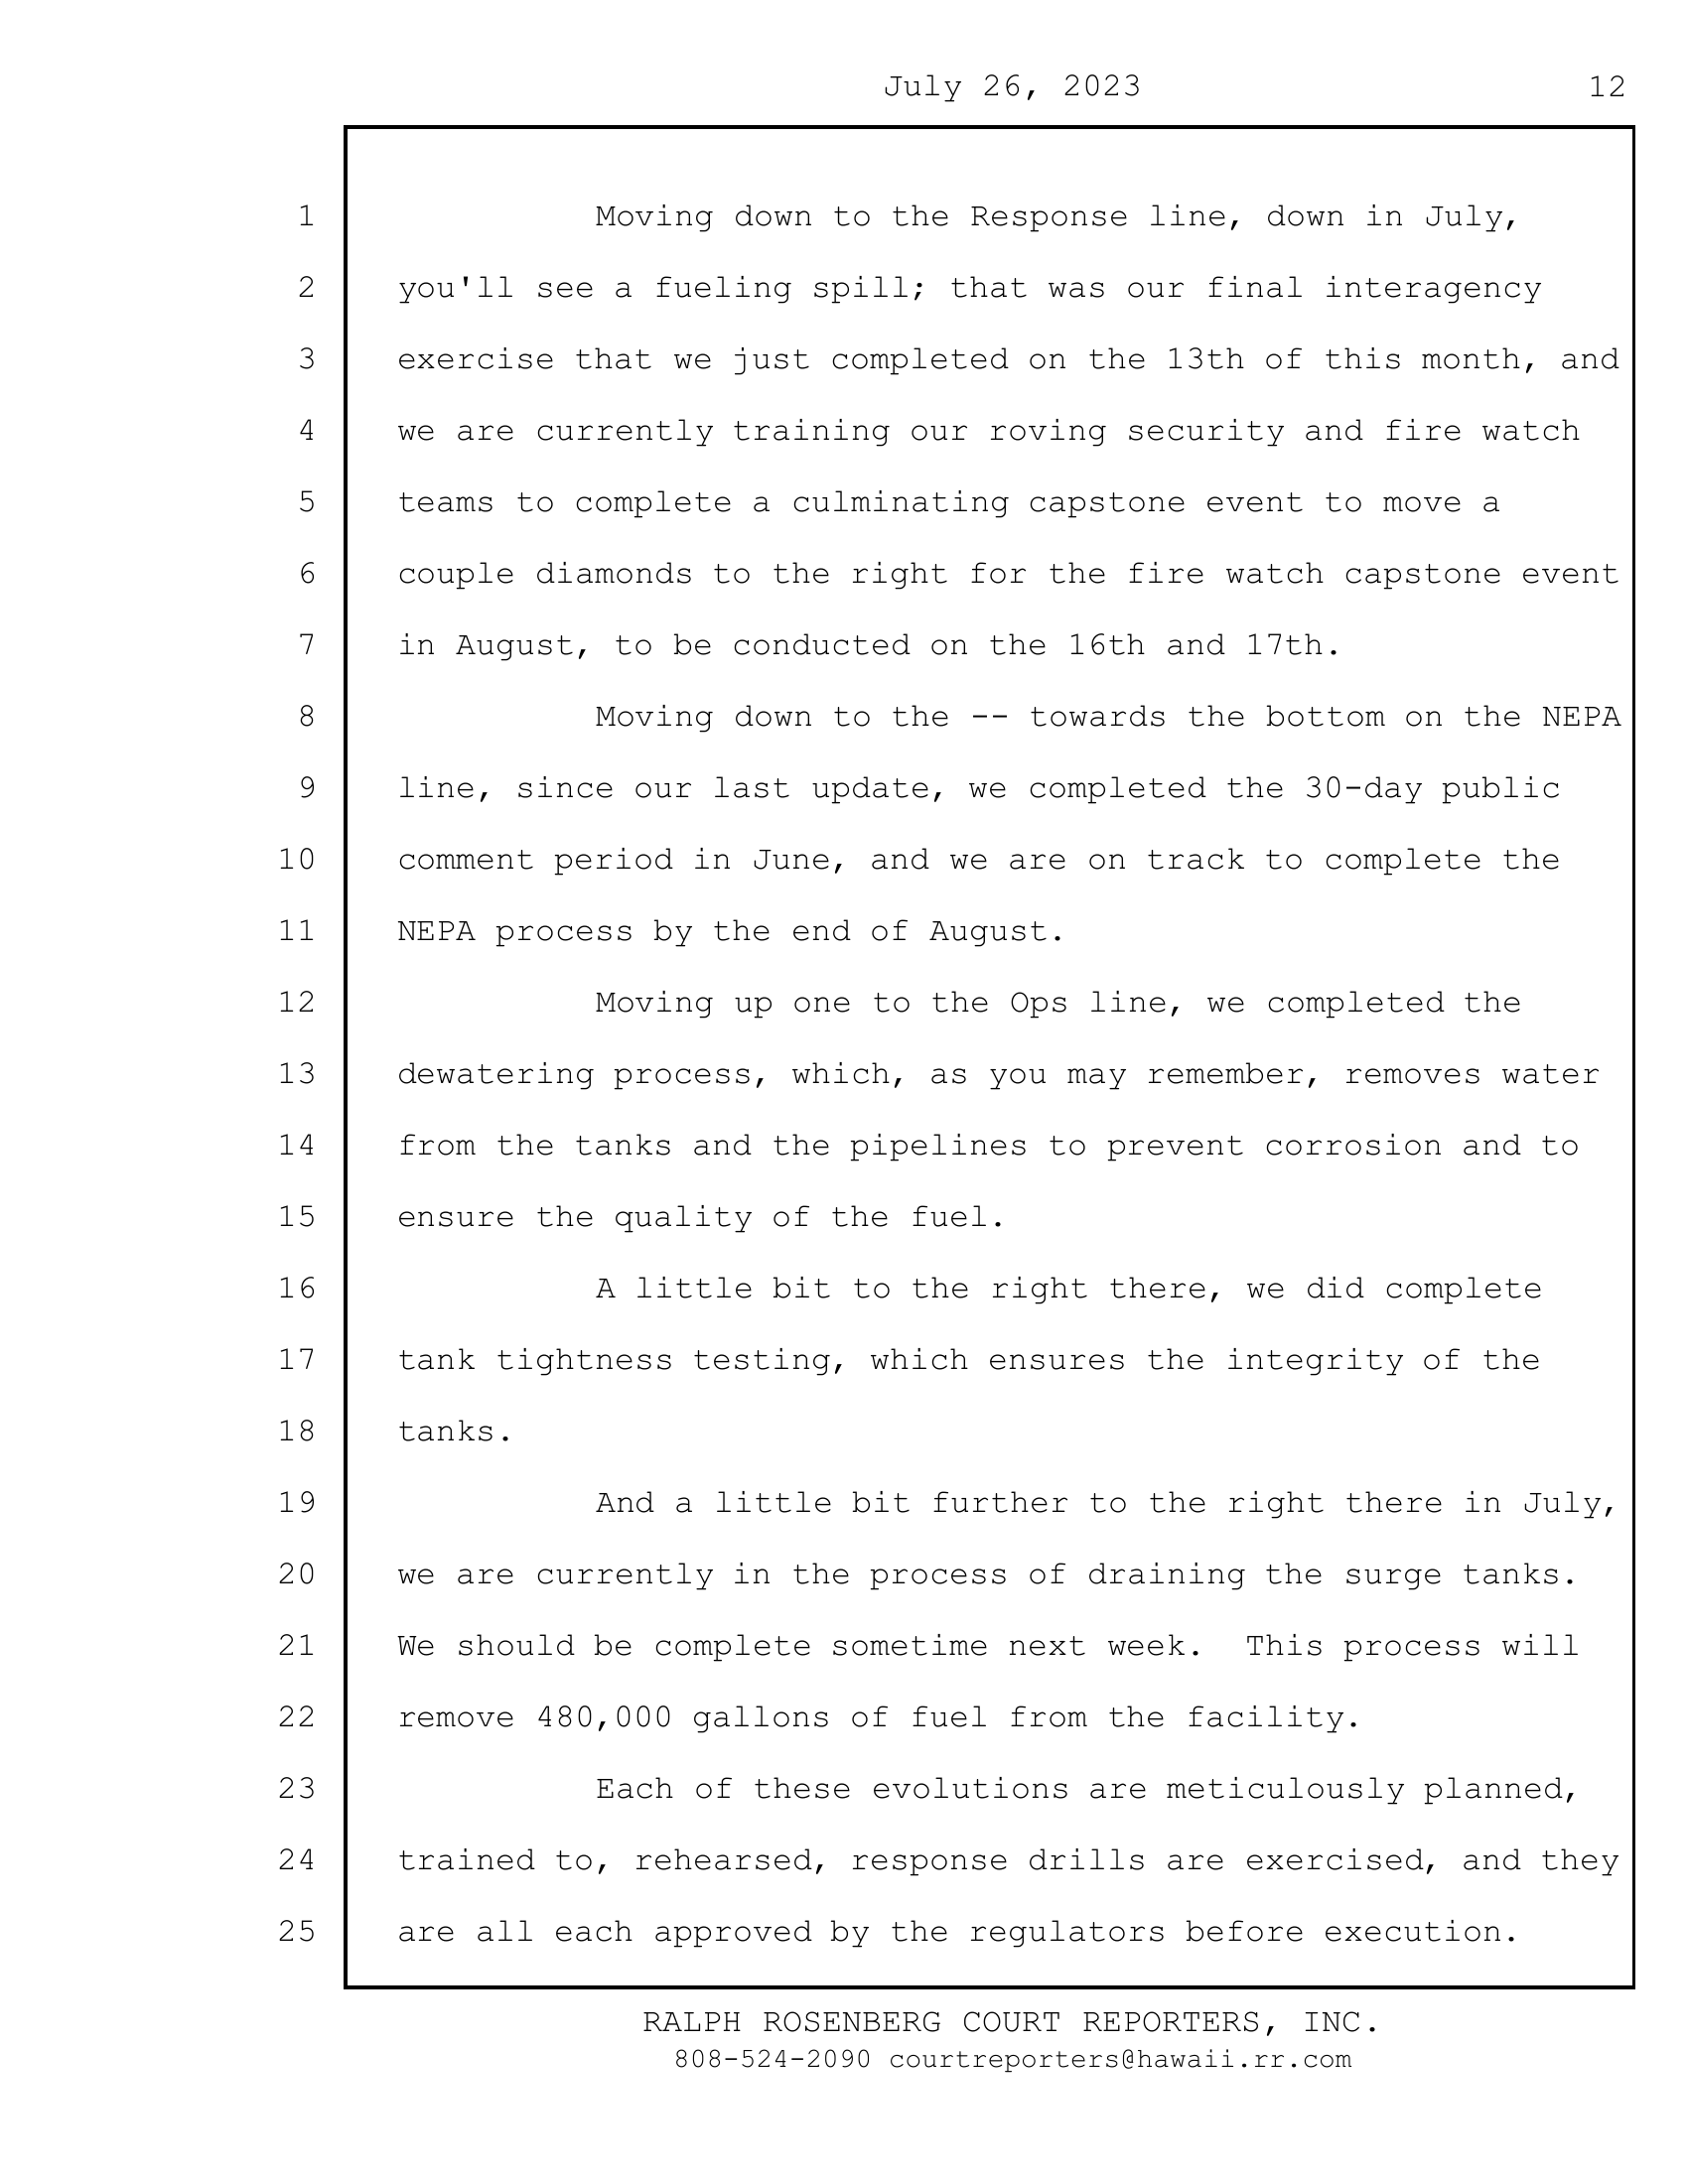 July 26, 2023 12
1 Moving down to the Response line, down in July,
2 you'll see a fueling spill; that was our final interagency
3 exercise that we just completed on the 13th of this month, and
4 we are currently training our roving security and fire watch
5 teams to complete a culminating capstone event to move a
6 couple diamonds to the right for the fire watch capstone event
7 in August, to be conducted on the 16th and 17th.
8 Moving down to the -- towards the bottom on the NEPA
9 line, since our last update, we completed the 30-day public
10 comment period in June, and we are on track to complete the
11 NEPA process by the end of August.
12 Moving up one to the Ops line, we completed the
13 dewatering process, which, as you may remember, removes water
14 from the tanks and the pipelines to prevent corrosion and to
15 ensure the quality of the fuel.
16 A little bit to the right there, we did complete
17 tank tightness testing, which ensures the integrity of the
18 tanks.
19 And a little bit further to the right there in July,
20 we are currently in the process of draining the surge tanks.
21 We should be complete sometime next week.  This process will
22 remove 480,000 gallons of fuel from the facility.
23 Each of these evolutions are meticulously planned,
24 trained to, rehearsed, response drills are exercised, and they
25 are all each approved by the regulators before execution.
RALPH ROSENBERG COURT REPORTERS, INC.
808-524-2090 courtreporters@hawaii.rr.com